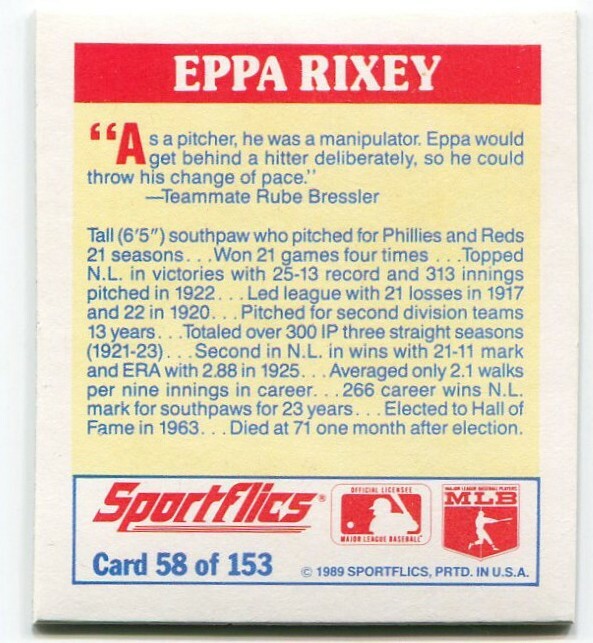 EPPA RIXEY
“As a pitcher, he was a manipulator. Eppa would
get behind a hitter deliberately, so he could
throw his change of pace.”
—Teammate Rube Bressler
Tall (6'5") southpaw who pitched for Phillies and Reds
21 seasons. . .Won 21 games four times . . .Topped
N.L. in victories with 25-13 record and 313 innings
pitched in 1922. . .Led league with 21 losses in 1917
and 22 in 1920. . .Pitched for second division teams
13 years. . .Totaled over 300 IP three straight seasons
(1921-23). . .Second in N.L. in wins with 21-11 mark
and ERA with 2.88 in 1925. . .Averaged only 2.1 walks
per nine innings in career. . .266 career wins N.L.
mark for southpaws for 23 years. . .Elected to Hall of
Fame in 1963. . .Died at 71 one month after election.
Sportflics®
OFFICIAL LICENSEE
MAJOR LEAGUE BASEBALL
MAJOR LEAGUE BASEBALL PLAYERS
MLB
Card 58 of 153
© 1989 SPORTFLICS, PRTD. IN U.S.A.